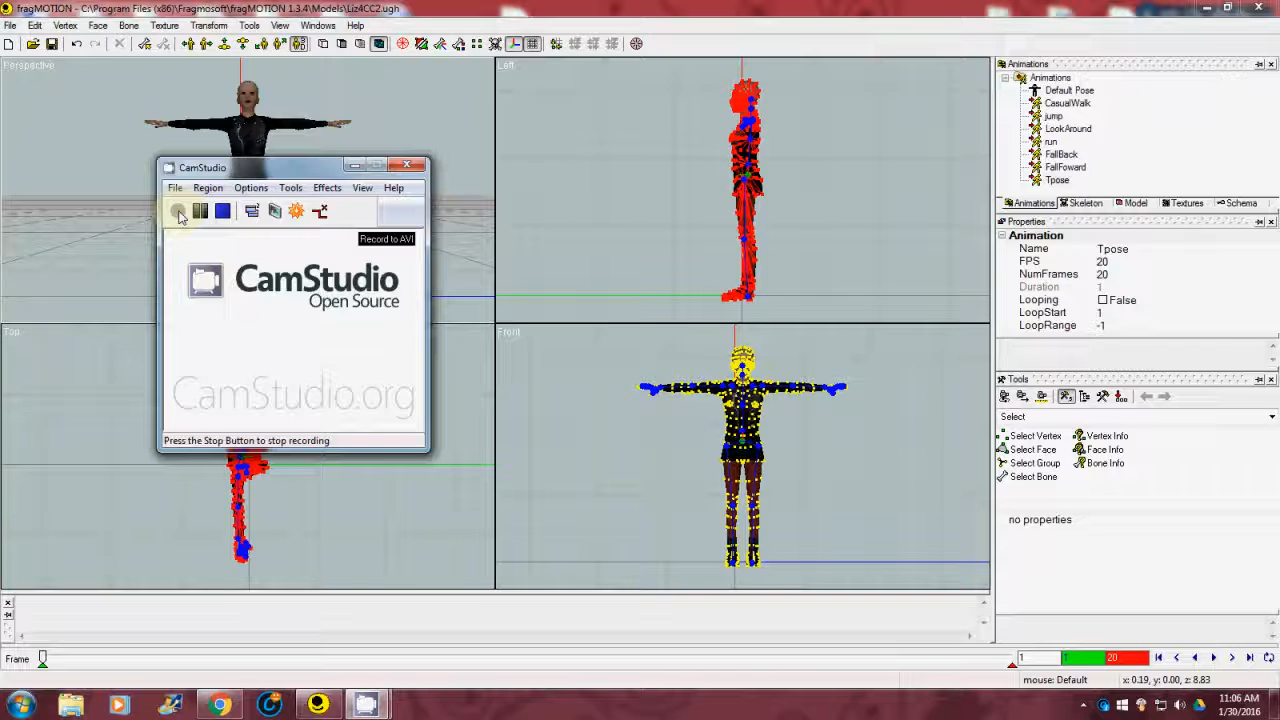 fragMOTION - C:\Program Files (x86)\Fragmosoft\fragMOTION 1.3.4\Models\Liz4CC2.ugh
File Edit Vertex Face Bone Texture Transform Tools View Windows Help
Perspective
Left
Top
Front
CamStudio
File Region Options Tools Effects View Help
Record to AVI
CamStudio
Open Source
CamStudio.org
Press the Stop Button to stop recording
Animations
Animations
Default Pose
CasualWalk
jump
LookAround
run
FallBack
FallFoward
Tpose
Animations Skeleton Model Textures Schema
Properties
Animation
Name Tpose
FPS 20
NumFrames 20
Duration 1
Looping False
LoopStart 1
LoopRange -1
Tools
Select
Select Vertex Vertex Info
Select Face Face Info
Select Group Bone Info
Select Bone
no properties
Frame 1 1 20
mouse: Default x: 0.19, y: 0.00, z: 8.83
11:06 AM
1/30/2016